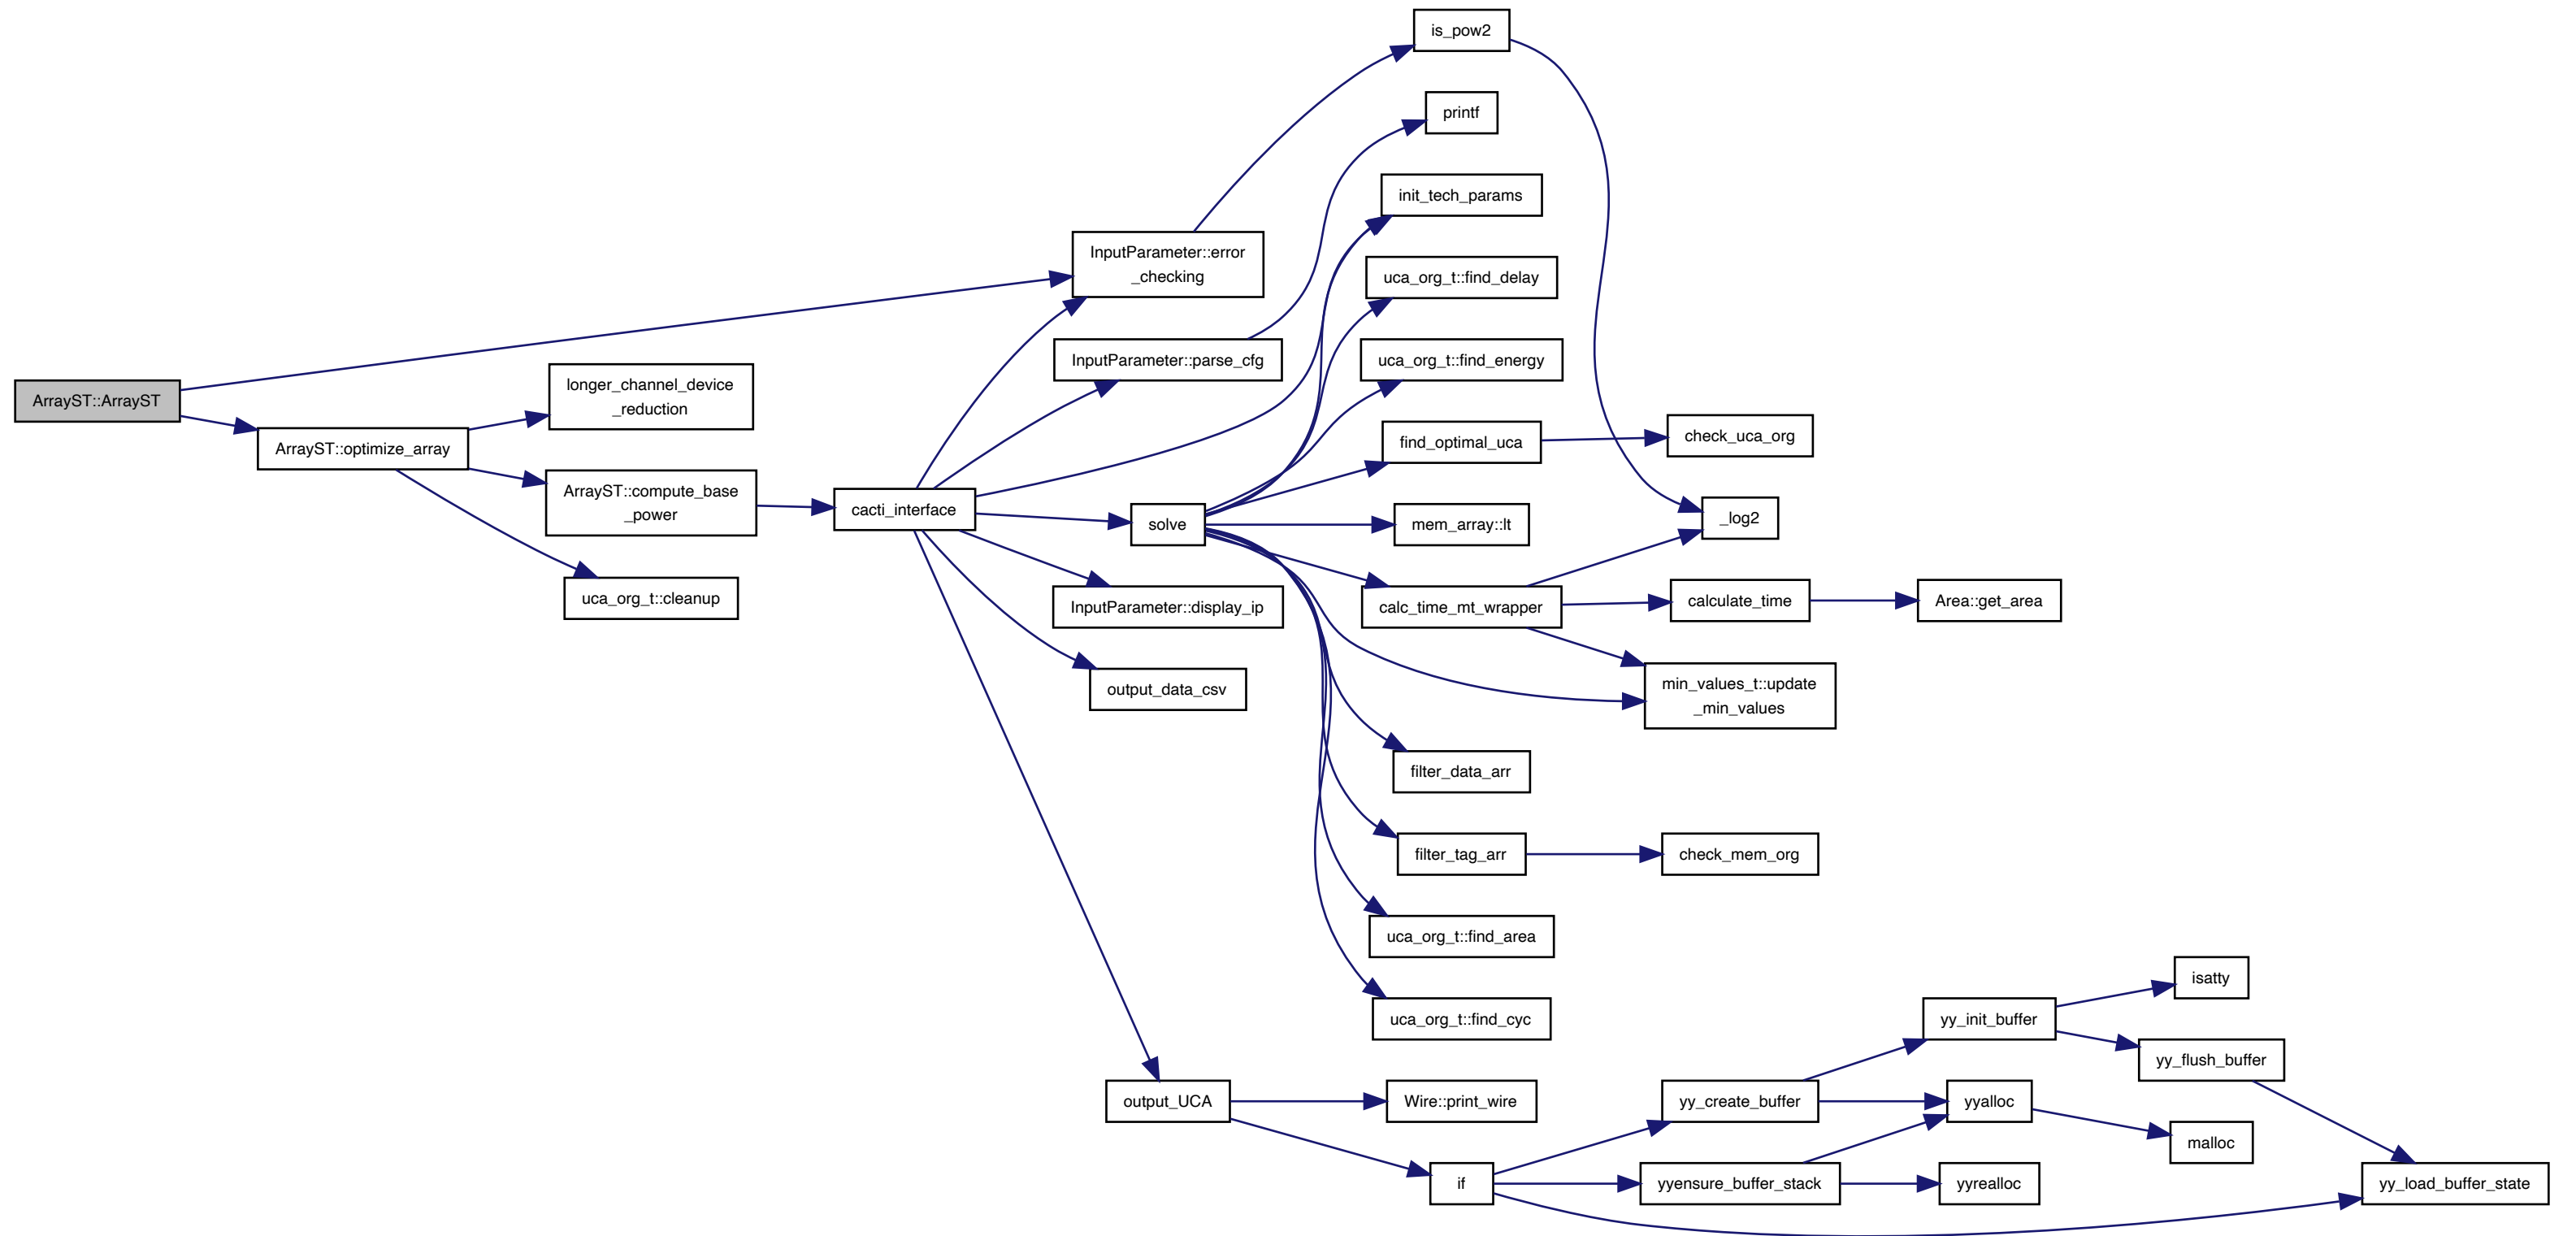 ArrayST::ArrayST
ArrayST::optimize_array
longer_channel_device
_reduction
ArrayST::compute_base
_power
uca_org_t::cleanup
cacti_interface
InputParameter::error
_checking
InputParameter::parse_cfg
solve
InputParameter::display_ip
output_data_csv
output_UCA
is_pow2
printf
init_tech_params
uca_org_t::find_delay
uca_org_t::find_energy
find_optimal_uca
mem_array::lt
calc_time_mt_wrapper
filter_data_arr
filter_tag_arr
uca_org_t::find_area
uca_org_t::find_cyc
Wire::print_wire
if
check_uca_org
_log2
calculate_time
min_values_t::update
_min_values
check_mem_org
yy_create_buffer
yyensure_buffer_stack
Area::get_area
yy_init_buffer
yyalloc
yyrealloc
isatty
yy_flush_buffer
malloc
yy_load_buffer_state